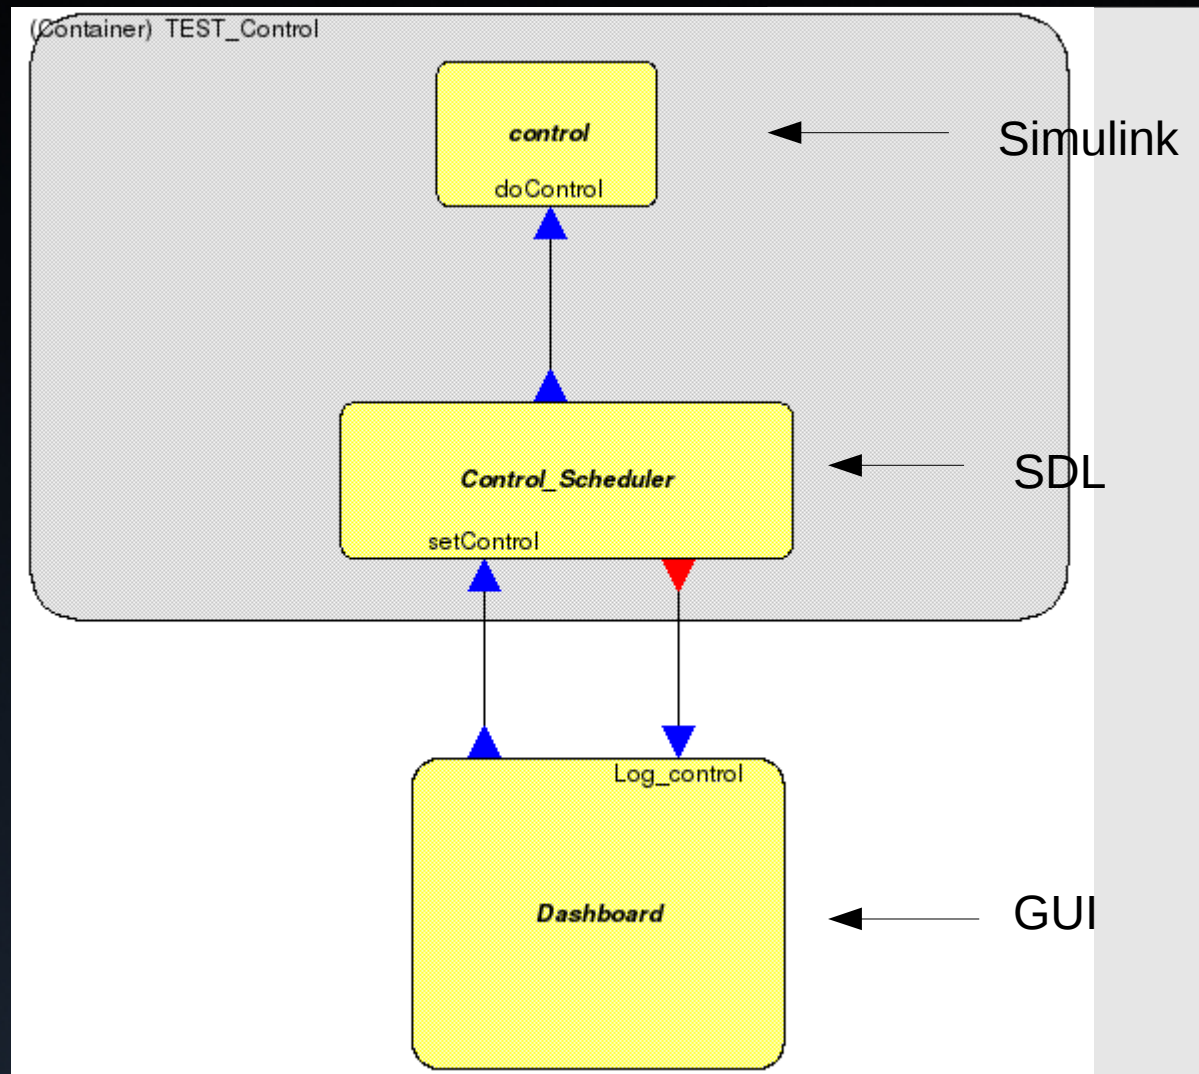 (Container) TEST_Control
control
Simulink
doControl
Control_Scheduler
SDL
setControl
Log_control
Dashboard
GUI